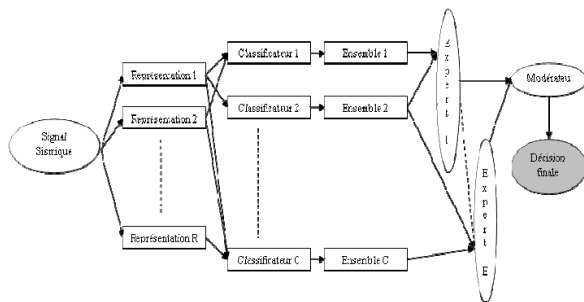 Signal
Sismique
Représentation 1
Représentation 2
Représentation R
Classificateur 1
Classificateur 2
Classificateur C
Ensemble 1
Ensemble 2
Ensemble C
Expert 1
Expert E
Modérateur
Décision
finale